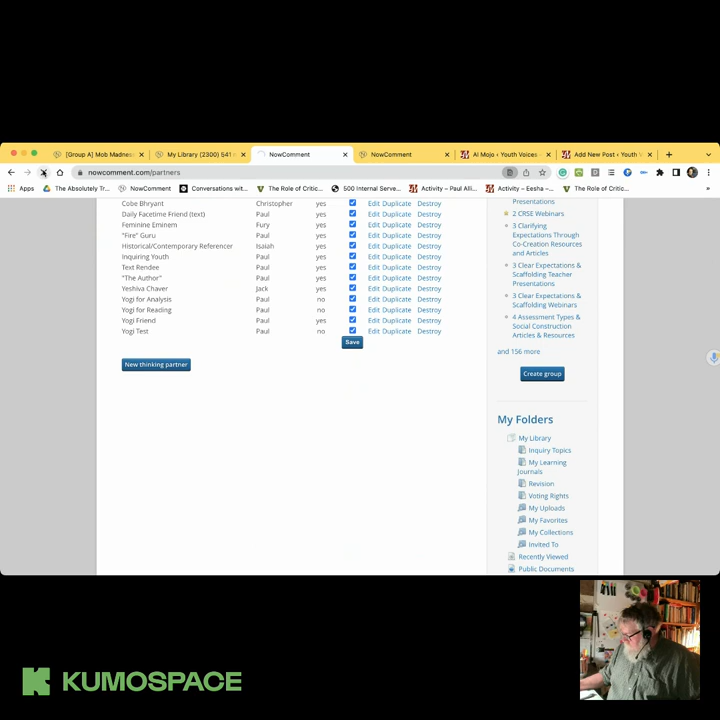 [Group A] Mob Madness
My Library (2300) 541
NowComment
NowComment
AI Mojo ‹ Youth Voices
Add New Post ‹ Youth V
nowcomment.com/partners
Apps
The Absolutely Tr...
NowComment
Conversations wit...
The Role of Critic...
500 Internal Serve...
Activity – Paul Alli...
Activity – Eesha –...
The Role of Critic...
Cobe Bhryant Christopher yes Edit Duplicate Destroy
Daily Facetime Friend (text) Paul yes Edit Duplicate Destroy
Feminine Eminem Fury yes Edit Duplicate Destroy
"Fire" Guru Paul yes Edit Duplicate Destroy
Historical/Contemporary Referencer Isaiah yes Edit Duplicate Destroy
Inquiring Youth Paul yes Edit Duplicate Destroy
Text Rendee Paul yes Edit Duplicate Destroy
"The Author" Paul yes Edit Duplicate Destroy
Yeshiva Chaver Jack yes Edit Duplicate Destroy
Yogi for Analysis Paul no Edit Duplicate Destroy
Yogi for Reading Paul no Edit Duplicate Destroy
Yogi Friend Paul yes Edit Duplicate Destroy
Yogi Test Paul no Edit Duplicate Destroy
Save
New thinking partner
Presentations
2 CRSE Webinars
3 Clarifying
Expectations Through
Co-Creation Resources
and Articles
3 Clear Expectations &
Scaffolding Teacher
Presentations
3 Clear Expectations &
Scaffolding Webinars
4 Assessment Types &
Social Construction
Articles & Resources
and 156 more
Create group
My Folders
My Library
Inquiry Topics
My Learning
Journals
Revision
Voting Rights
My Uploads
My Favorites
My Collections
Invited To
Recently Viewed
Public Documents
KUMOSPACE